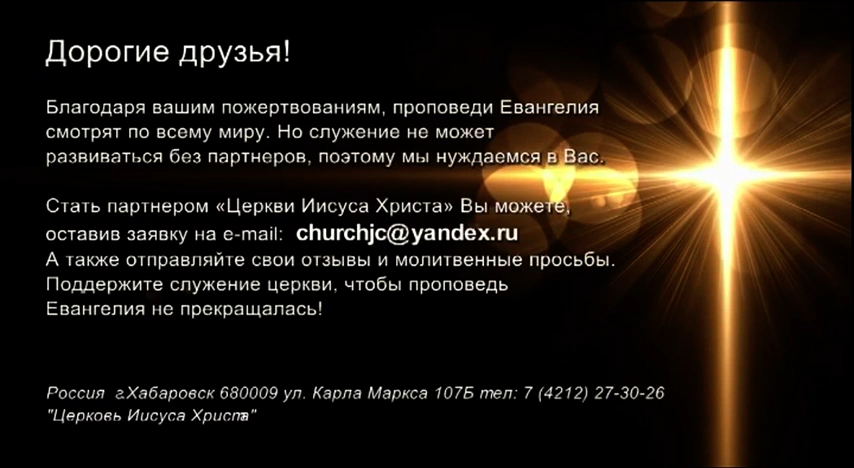 Дорогие друзья!
Благодаря вашим пожертвованиям, проповеди Евангелия
смотрят по всему миру. Но служение не может
развиваться без партнеров, поэтому мы нуждаемся в Вас.
Стать партнером «Церкви Иисуса Христа» Вы можете,
оставив заявку на e-mail: churchjc@yandex.ru
А также отправляйте свои отзывы и молитвенные просьбы.
Поддержите служение церкви, чтобы проповедь
Евангелия не прекращалась!
Россия г.Хабаровск 680009 ул. Карла Маркса 107Б тел: 7 (4212) 27-30-26
"Церковь Иисуса Христа"